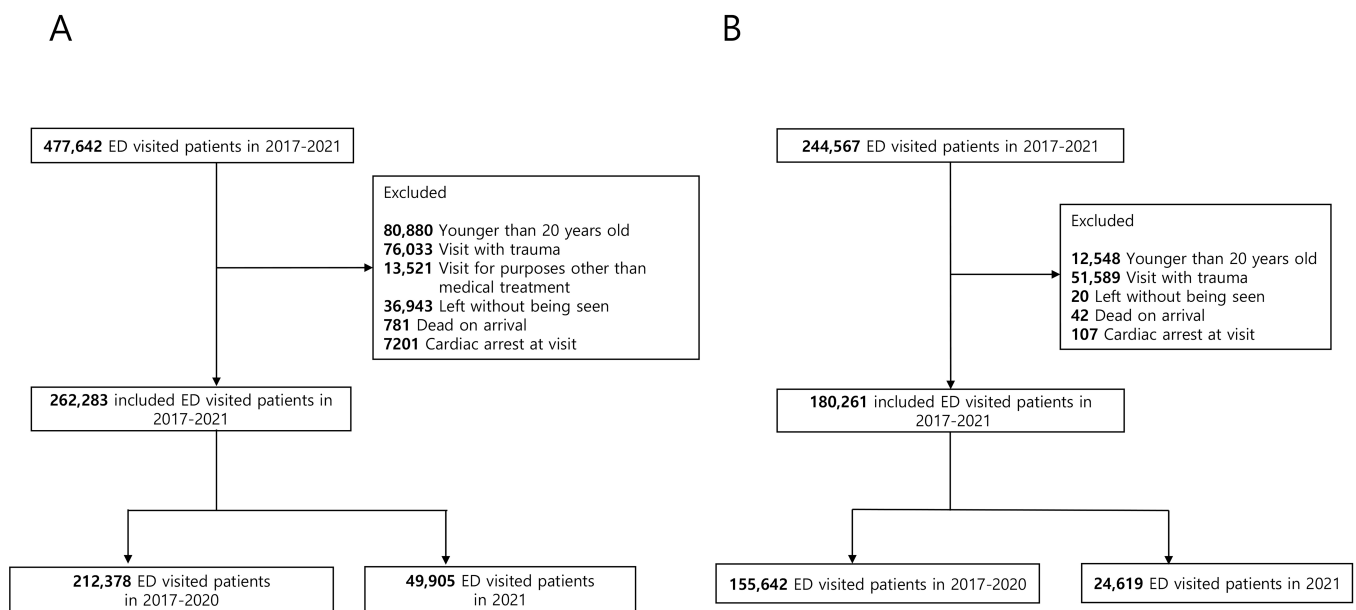 A
477,642 ED visited patients in 2017-2021
Excluded
80,880 Younger than 20 years old
76,033 Visit with trauma
13,521 Visit for purposes other than
medical treatment
36,943 Left without being seen
781 Dead on arrival
7201 Cardiac arrest at visit
262,283 included ED visited patients in
2017-2021
212,378 ED visited patients
in 2017-2020
49,905 ED visited patients
in 2021
B
244,567 ED visited patients in 2017-2021
Excluded
12,548 Younger than 20 years old
51,589 Visit with trauma
20 Left without being seen
42 Dead on arrival
107 Cardiac arrest at visit
180,261 included ED visited patients in
2017-2021
155,642 ED visited patients in 2017-2020
24,619 ED visited patients in 2021